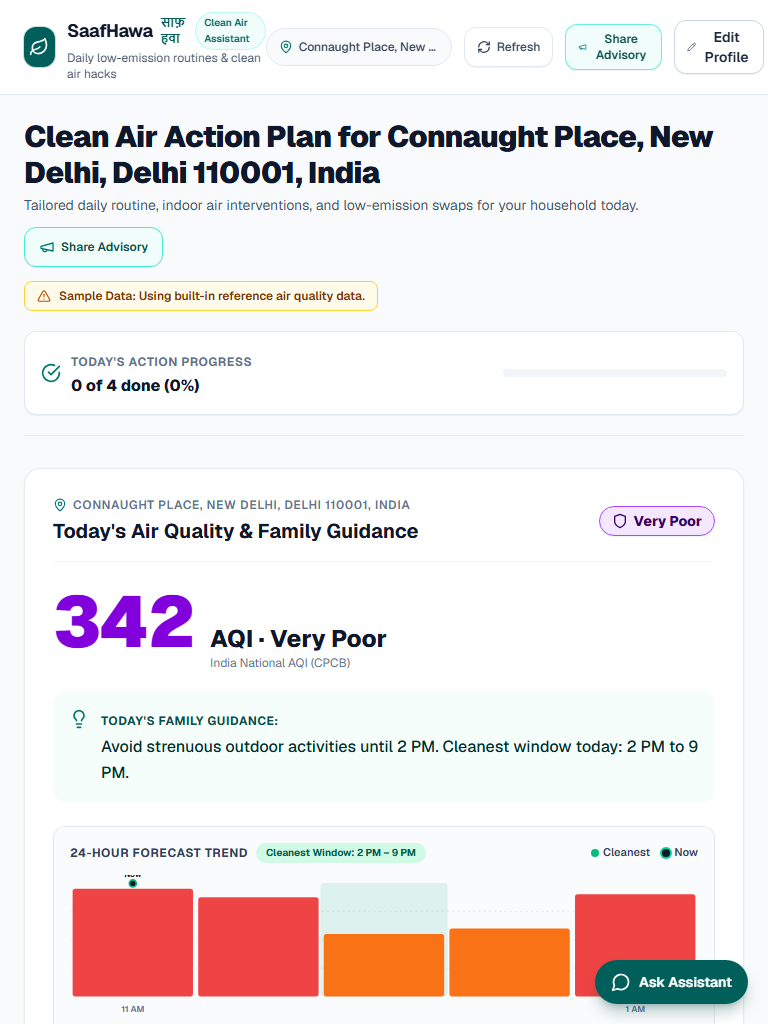 SaafHawa
साफ़
हवा
Clean Air
Assistant
Daily low-emission routines & clean
air hacks
Connaught Place, New ...
Refresh
Share
Advisory
Edit
Profile
Clean Air Action Plan for Connaught Place, New
Delhi, Delhi 110001, India
Tailored daily routine, indoor air interventions, and low-emission swaps for your household today.
Share Advisory
Sample Data: Using built-in reference air quality data.
TODAY'S ACTION PROGRESS
0 of 4 done (0%)
CONNAUGHT PLACE, NEW DELHI, DELHI 110001, INDIA
Today's Air Quality & Family Guidance
Very Poor
342
AQI · Very Poor
India National AQI (CPCB)
TODAY'S FAMILY GUIDANCE:
Avoid strenuous outdoor activities until 2 PM. Cleanest window today: 2 PM to 9
PM.
24-HOUR FORECAST TREND
Cleanest Window: 2 PM – 9 PM
Cleanest
Now
Now
11 AM
1 AM
Ask Assistant